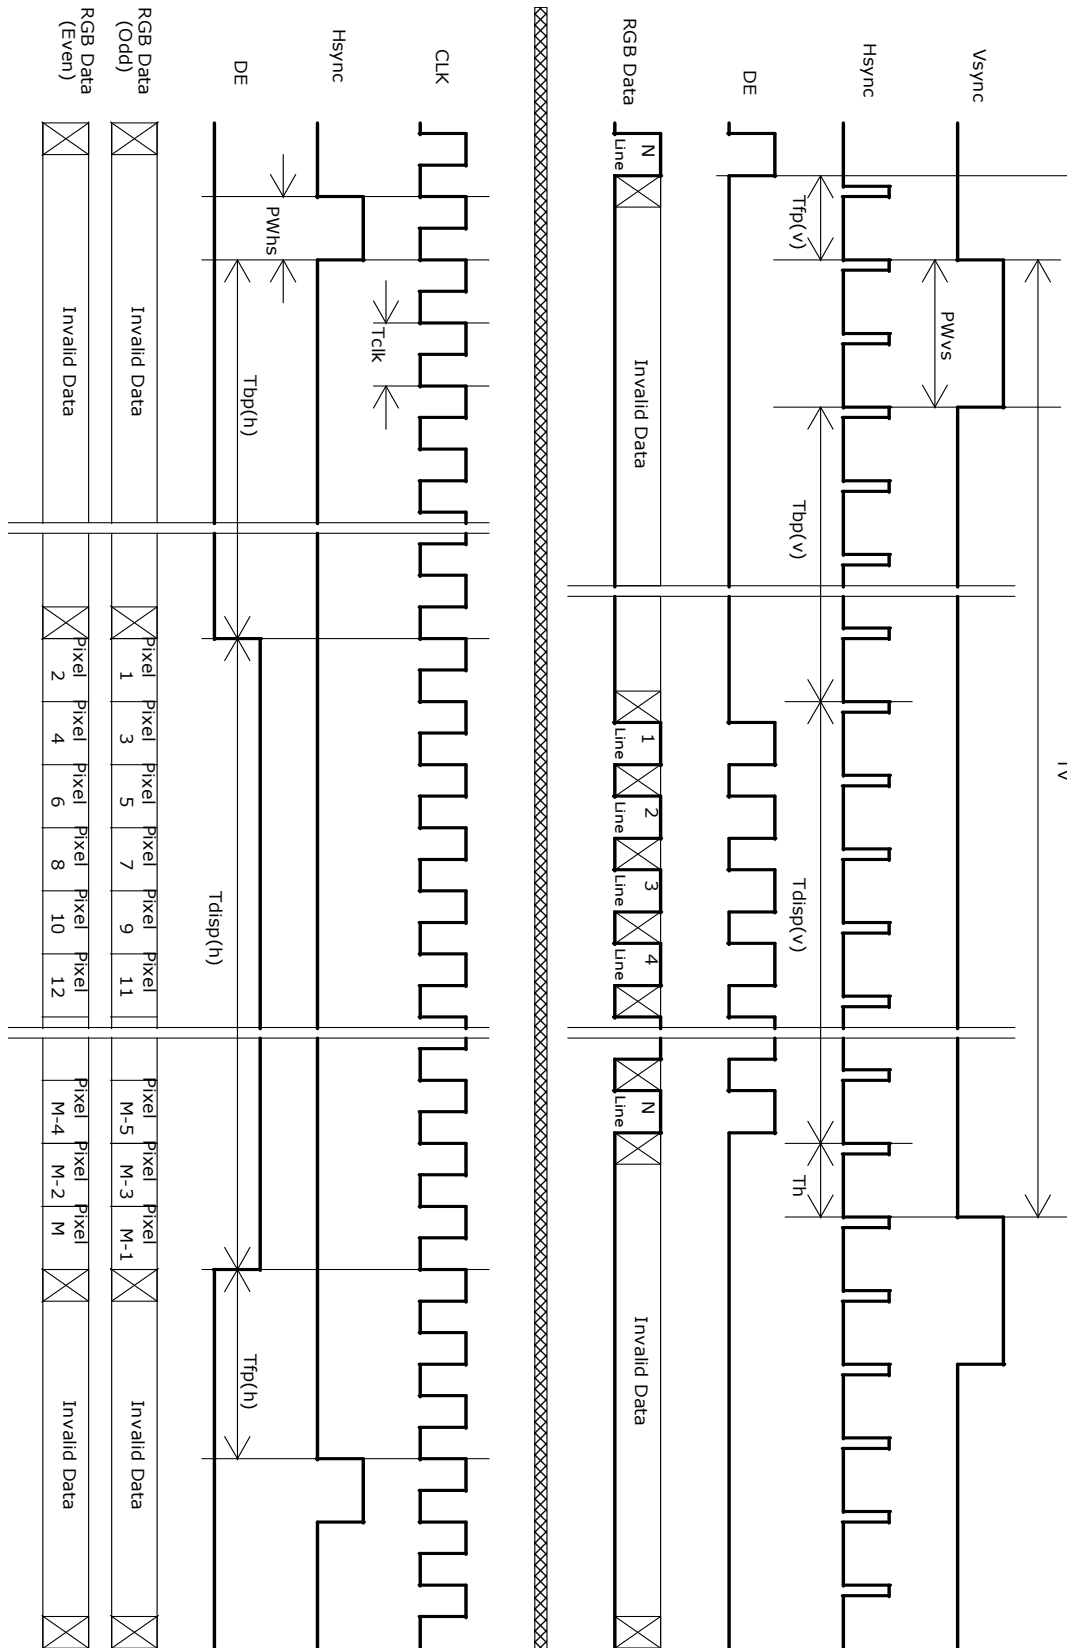 Tv
Vsync
PWvs
Hsync
Tfp(v)
Tbp(v)
Tdisp(v)
Th
DE
RGB Data
Line N
Invalid Data
Line 1
Line 2
Line 3
Line 4
Line N
Invalid Data
CLK
Tclk
Hsync
PWhs
DE
Tbp(h)
Tdisp(h)
Tfp(h)
RGB Data
(Odd)
Invalid Data
Pixel
1
Pixel
3
Pixel
5
Pixel
7
Pixel
9
Pixel
11
Pixel
M-5
Pixel
M-3
Pixel
M-1
Invalid Data
RGB Data
(Even)
Invalid Data
Pixel
2
Pixel
4
Pixel
6
Pixel
8
Pixel
10
Pixel
12
Pixel
M-4
Pixel
M-2
Pixel
M
Invalid Data